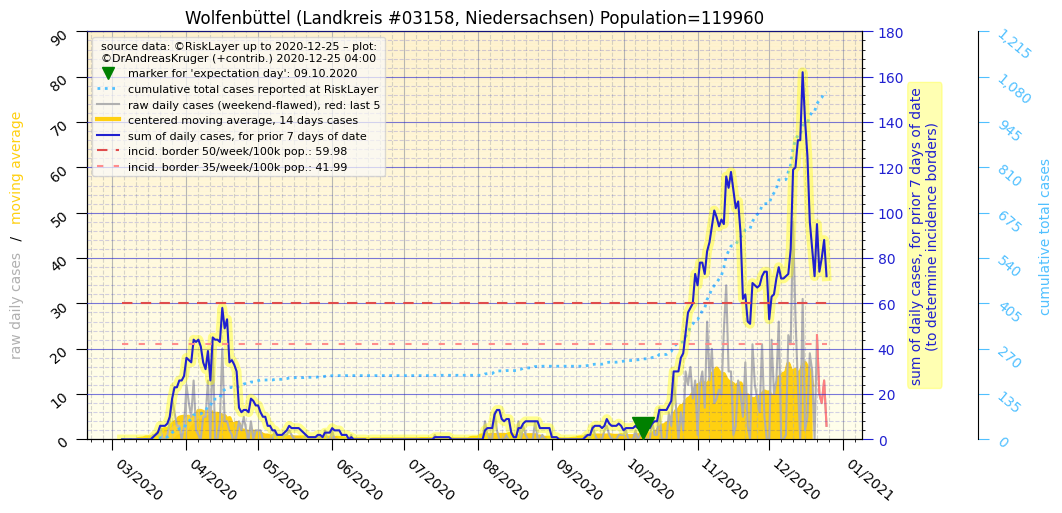 Wolfenbüttel (Landkreis #03158, Niedersachsen) Population=119960
source data: ©RiskLayer up to 2020-12-25 – plot:
©DrAndreasKruger (+contrib.) 2020-12-25 04:00
marker for 'expectation day': 09.10.2020
cumulative total cases reported at RiskLayer
raw daily cases (weekend-flawed), red: last 5
centered moving average, 14 days cases
sum of daily cases, for prior 7 days of date
incid. border 50/week/100k pop.: 59.98
incid. border 35/week/100k pop.: 41.99
raw daily cases / moving average
90
80
70
60
50
40
30
20
10
0
03/2020
04/2020
05/2020
06/2020
07/2020
08/2020
09/2020
10/2020
11/2020
12/2020
01/2021
180
160
140
120
100
80
60
40
20
0
sum of daily cases, for prior 7 days of date
(to determine incidence borders)
1,215
1,080
945
810
675
540
405
270
135
0
cumulative total cases